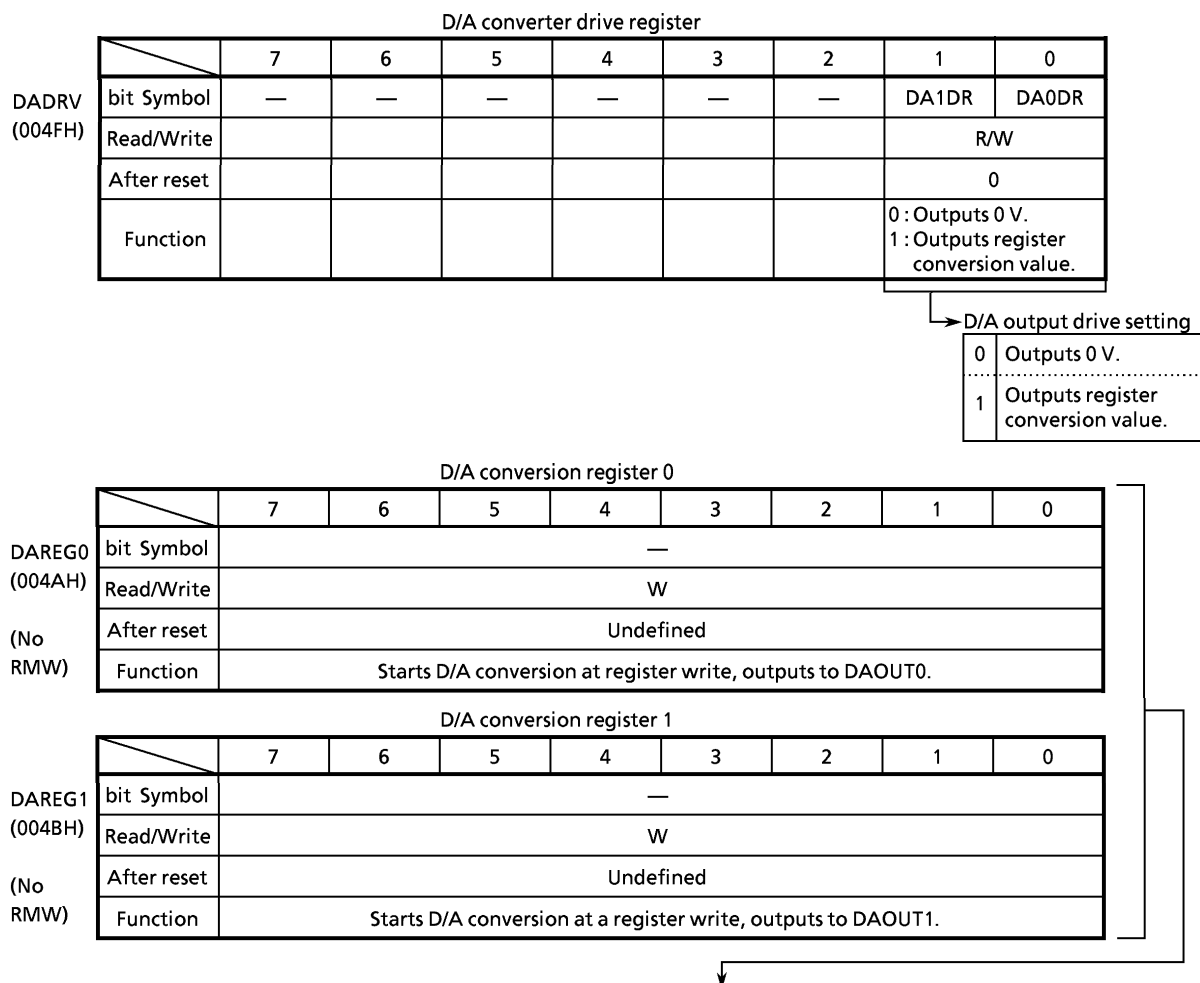 D/A converter drive register
7 6 5 4 3 2 1 0
DADRV
(004FH)
bit Symbol — — — — — — DA1DR DA0DR
Read/Write R/W
After reset 0
Function
0 : Outputs 0 V.
1 : Outputs register
conversion value.
D/A output drive setting
0 Outputs 0 V.
1 Outputs register
conversion value.
D/A conversion register 0
7 6 5 4 3 2 1 0
DAREG0
(004AH)
(No
RMW)
bit Symbol —
Read/Write W
After reset Undefined
Function Starts D/A conversion at register write, outputs to DAOUT0.
D/A conversion register 1
7 6 5 4 3 2 1 0
DAREG1
(004BH)
(No
RMW)
bit Symbol —
Read/Write W
After reset Undefined
Function Starts D/A conversion at a register write, outputs to DAOUT1.